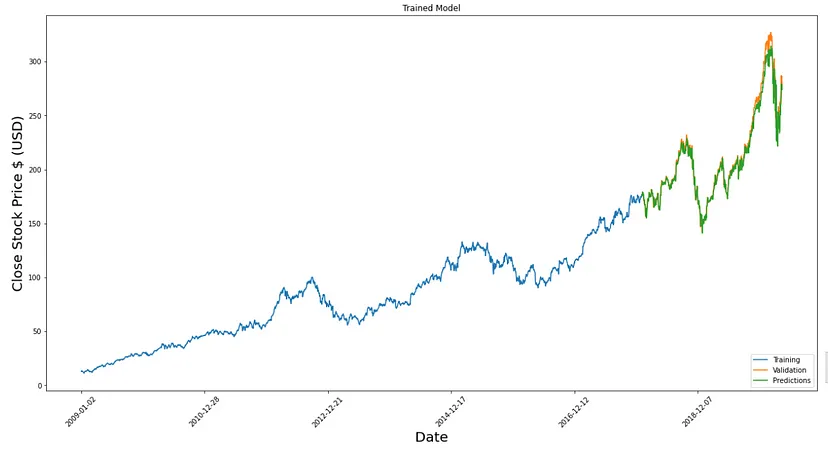 Trained Model
Close Stock Price $ (USD)
300
250
200
150
100
50
0
2009-01-02
2010-12-28
2012-12-21
2014-12-17
2016-12-12
2018-12-07
Date
Training
Validation
Predictions